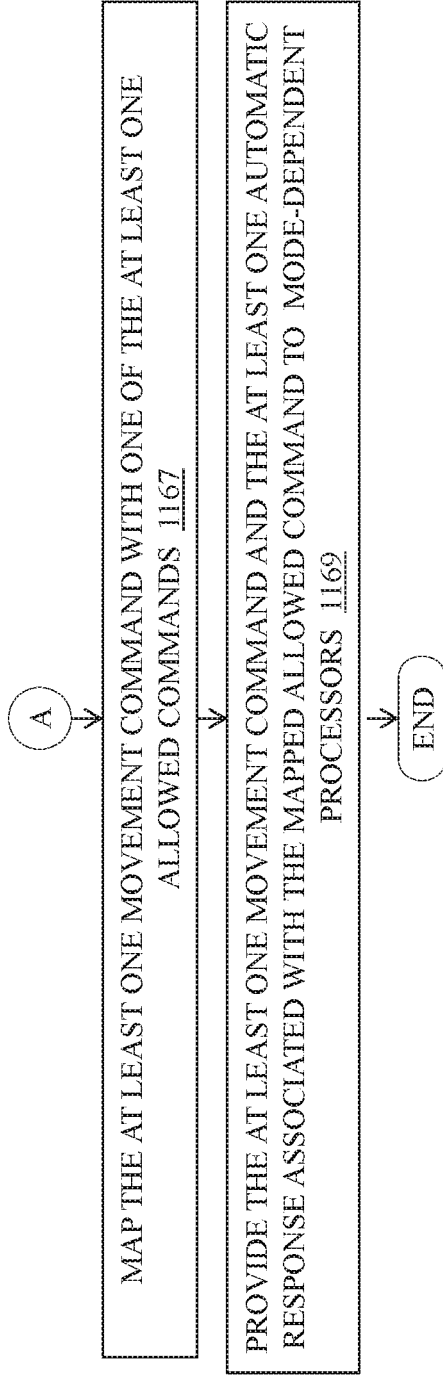 A
MAP THE AT LEAST ONE MOVEMENT COMMAND WITH ONE OF THE AT LEAST ONE
ALLOWED COMMANDS 1167
PROVIDE THE AT LEAST ONE MOVEMENT COMMAND AND THE AT LEAST ONE AUTOMATIC
RESPONSE ASSOCIATED WITH THE MAPPED ALLOWED COMMAND TO MODE-DEPENDENT
PROCESSORS 1169
END